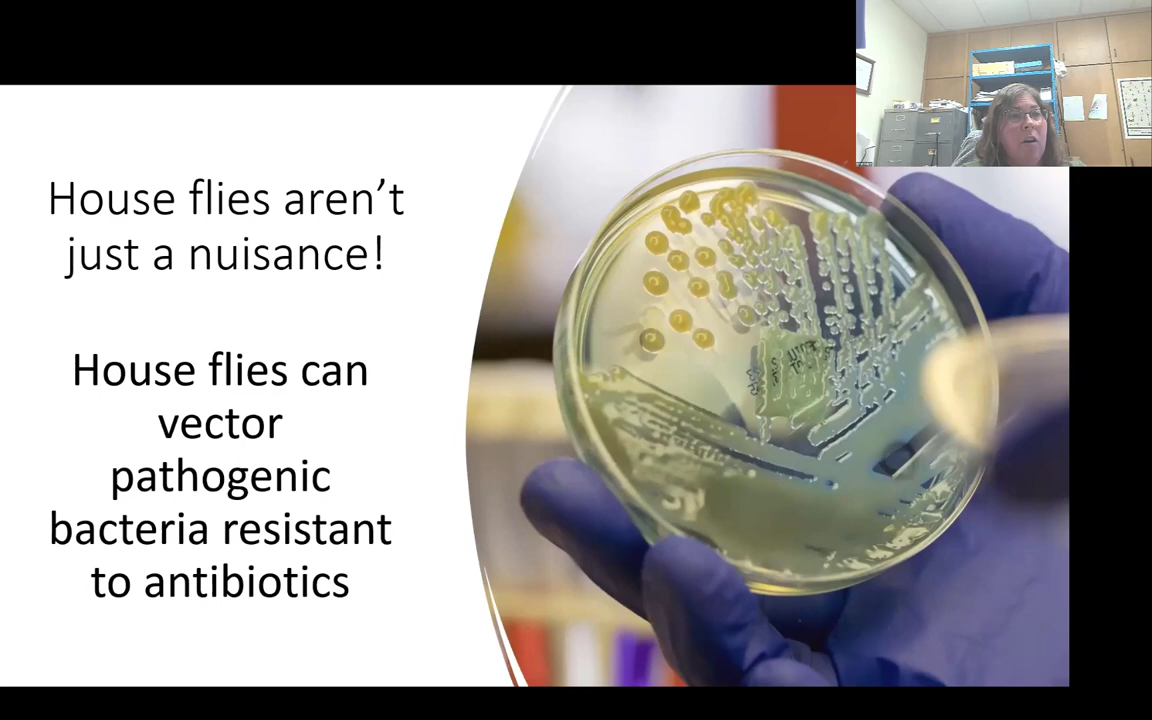 House flies aren’t
just a nuisance!
House flies can
vector
pathogenic
bacteria resistant
to antibiotics